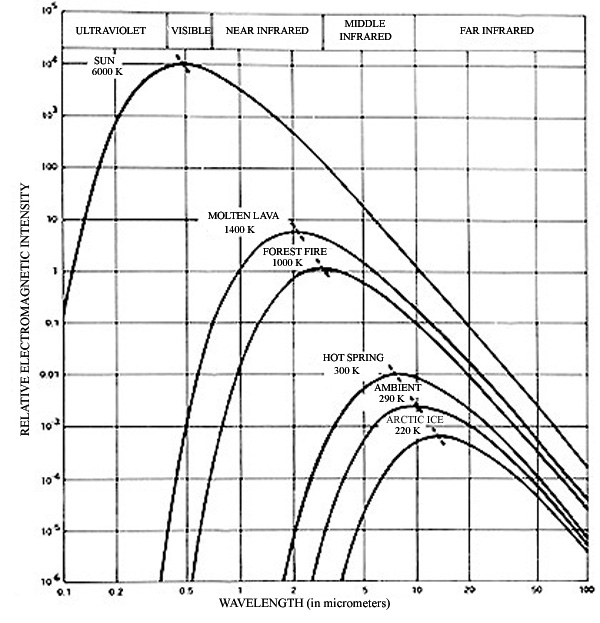 ULTRAVIOLET VISIBLE NEAR INFRARED MIDDLE INFRARED FAR INFRARED
10⁵
SUN
6000 K
10⁴
10³
100
10
MOLTEN LAVA
1400 K
FOREST FIRE
1000 K
1
0.1
HOT SPRING
300 K
0.01
AMBIENT
290 K
ARCTIC ICE
220 K
10⁻³
10⁻⁴
10⁻⁵
10⁻⁶
RELATIVE ELECTROMAGNETIC INTENSITY
0.1 0.2 0.5 1 2 5 10 20 50 100
WAVELENGTH (in micrometers)